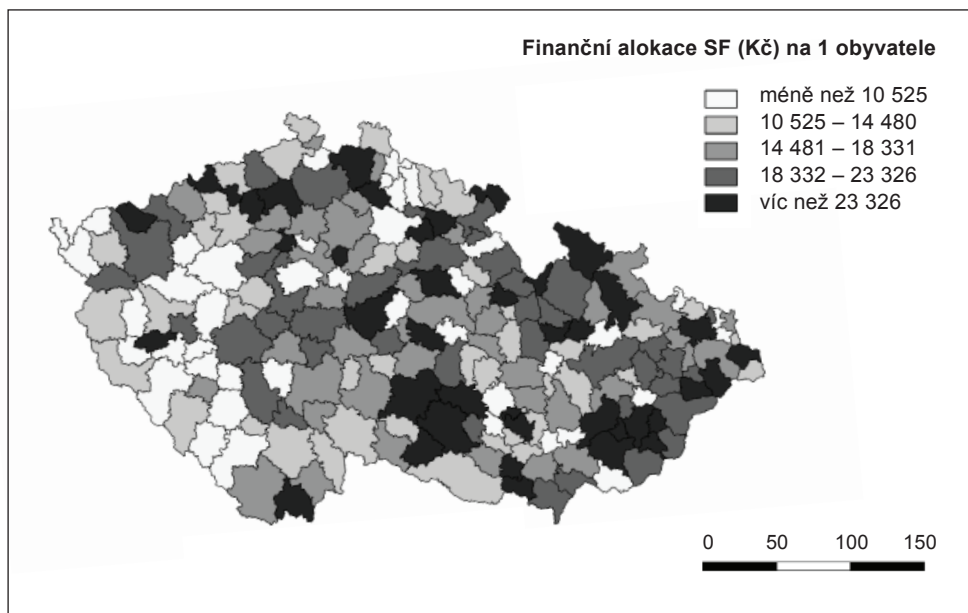 Finanční alokace SF (Kč) na 1 obyvatele
méně než 10 525
10 525 – 14 480
14 481 – 18 331
18 332 – 23 326
víc než 23 326
0 50 100 150